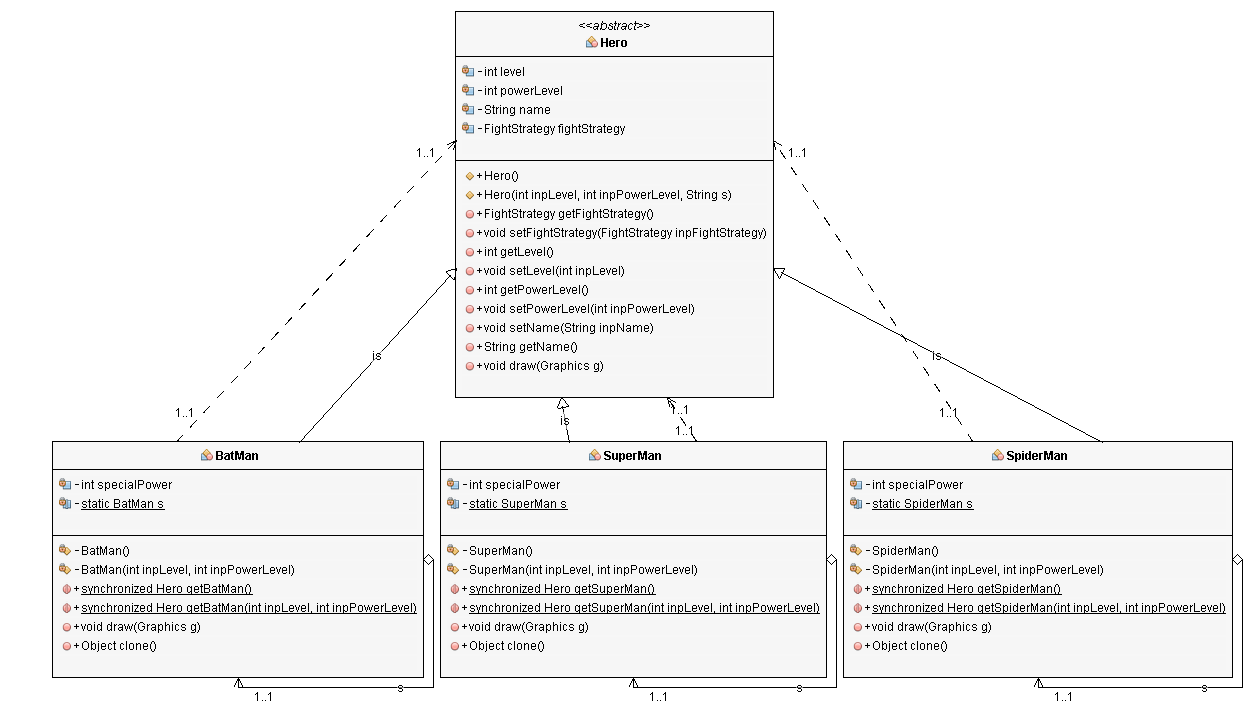 <<abstract>>
Hero
- int level
- int powerLevel
- String name
- FightStrategy fightStrategy
+ Hero()
+ Hero(int inpLevel, int inpPowerLevel, String s)
+ FightStrategy getFightStrategy()
+ void setFightStrategy(FightStrategy inpFightStrategy)
+ int getLevel()
+ void setLevel(int inpLevel)
+ int getPowerLevel()
+ void setPowerLevel(int inpPowerLevel)
+ void setName(String inpName)
+ String getName()
+ void draw(Graphics g)
1..1
1..1
is
is
1..1
1..1
is
1..1
1..1
BatMan
- int specialPower
- static BatMan s
- BatMan()
- BatMan(int inpLevel, int inpPowerLevel)
+ synchronized Hero getBatMan()
+ synchronized Hero getBatMan(int inpLevel, int inpPowerLevel)
+ void draw(Graphics g)
+ Object clone()
s
1..1
SuperMan
- int specialPower
- static SuperMan s
- SuperMan()
- SuperMan(int inpLevel, int inpPowerLevel)
+ synchronized Hero getSuperMan()
+ synchronized Hero getSuperMan(int inpLevel, int inpPowerLevel)
+ void draw(Graphics g)
+ Object clone()
s
1..1
SpiderMan
- int specialPower
- static SpiderMan s
- SpiderMan()
- SpiderMan(int inpLevel, int inpPowerLevel)
+ synchronized Hero getSpiderMan()
+ synchronized Hero getSpiderMan(int inpLevel, int inpPowerLevel)
+ void draw(Graphics g)
+ Object clone()
s
1..1